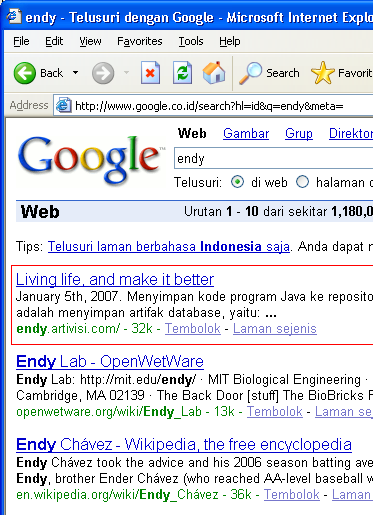 endy - Telusuri dengan Google - Microsoft Internet Explo
File Edit View Favorites Tools Help
Back Search Favorit
Address http://www.google.co.id/search?hl=id&q=endy&meta=
Google™
Web Gambar Grup Direktor
endy
Telusuri: di web halaman d
Web Urutan 1 - 10 dari sekitar 1,180,0
Tips: Telusuri laman berbahasa Indonesia saja. Anda dapat n
Living life, and make it better
January 5th, 2007. Menyimpan kode program Java ke reposito
adalah menyimpan artifak database, yaitu: ...
endy.artivisi.com/ - 32k - Tembolok - Laman sejenis
Endy Lab - OpenWetWare
Endy Lab: http://mit.edu/endy/ · MIT Biological Engineering ·
Cambridge, MA 02139 · The Back Door [stuff] The BioBricks F
openwetware.org/wiki/Endy_Lab - 13k - Tembolok - Laman se
Endy Chávez - Wikipedia, the free encyclopedia
Endy Chávez took the advice and his 2006 season batting ave
Endy, brother Ender Chávez (who reached AA-level baseball w
en.wikipedia.org/wiki/Endy_Chávez - 36k - Tembolok - Laman